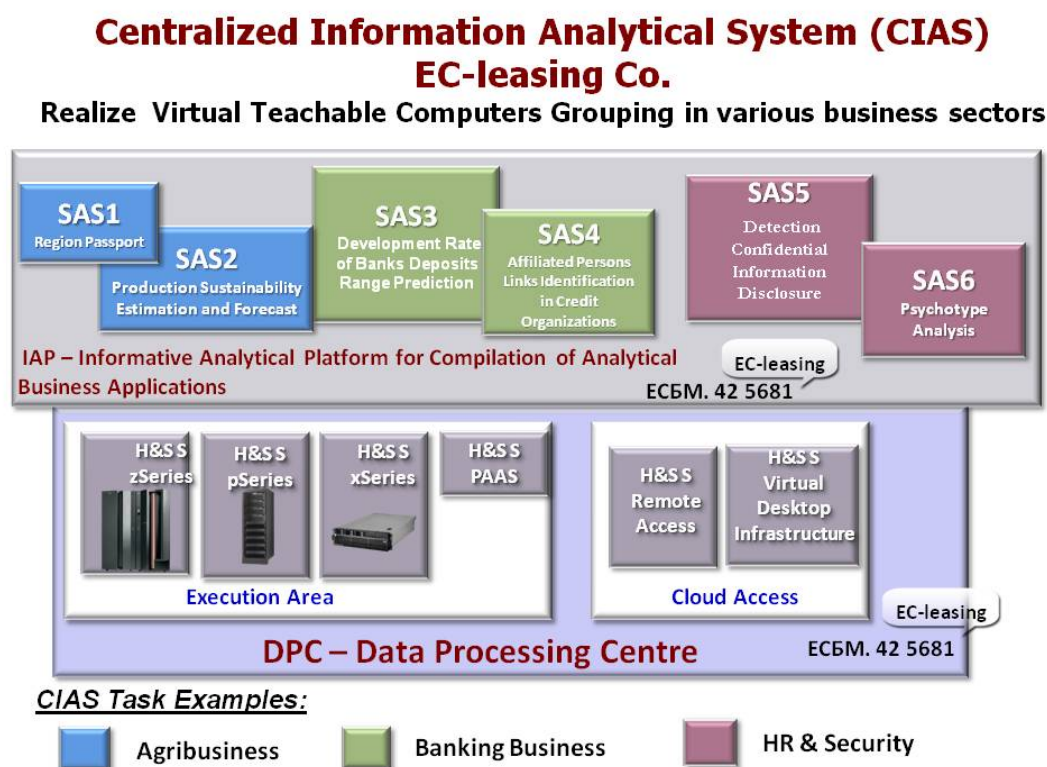 Centralized Information Analytical System (CIAS)
EC-leasing Co.
Realize Virtual Teachable Computers Grouping in various business sectors
SAS1
Region Passport
SAS2
Production Sustainability
Estimation and Forecast
SAS3
Development Rate
of Banks Deposits
Range Prediction
SAS4
Affiliated Persons
Links Identification
in Credit
Organizations
SAS5
Detection
Confidential
Information
Disclosure
SAS6
Psychotype
Analysis
IAP – Informative Analytical Platform for Compilation of Analytical
Business Applications
EC-leasing
ЕСБМ. 42 5681
H&S S
zSeries
H&S S
pSeries
H&S S
xSeries
H&S S
PAAS
Execution Area
H&S S
Remote
Access
H&S S
Virtual
Desktop
Infrastructure
Cloud Access
EC-leasing
DPC – Data Processing Centre
ЕСБМ. 42 5681
CIAS Task Examples:
Agribusiness
Banking Business
HR & Security